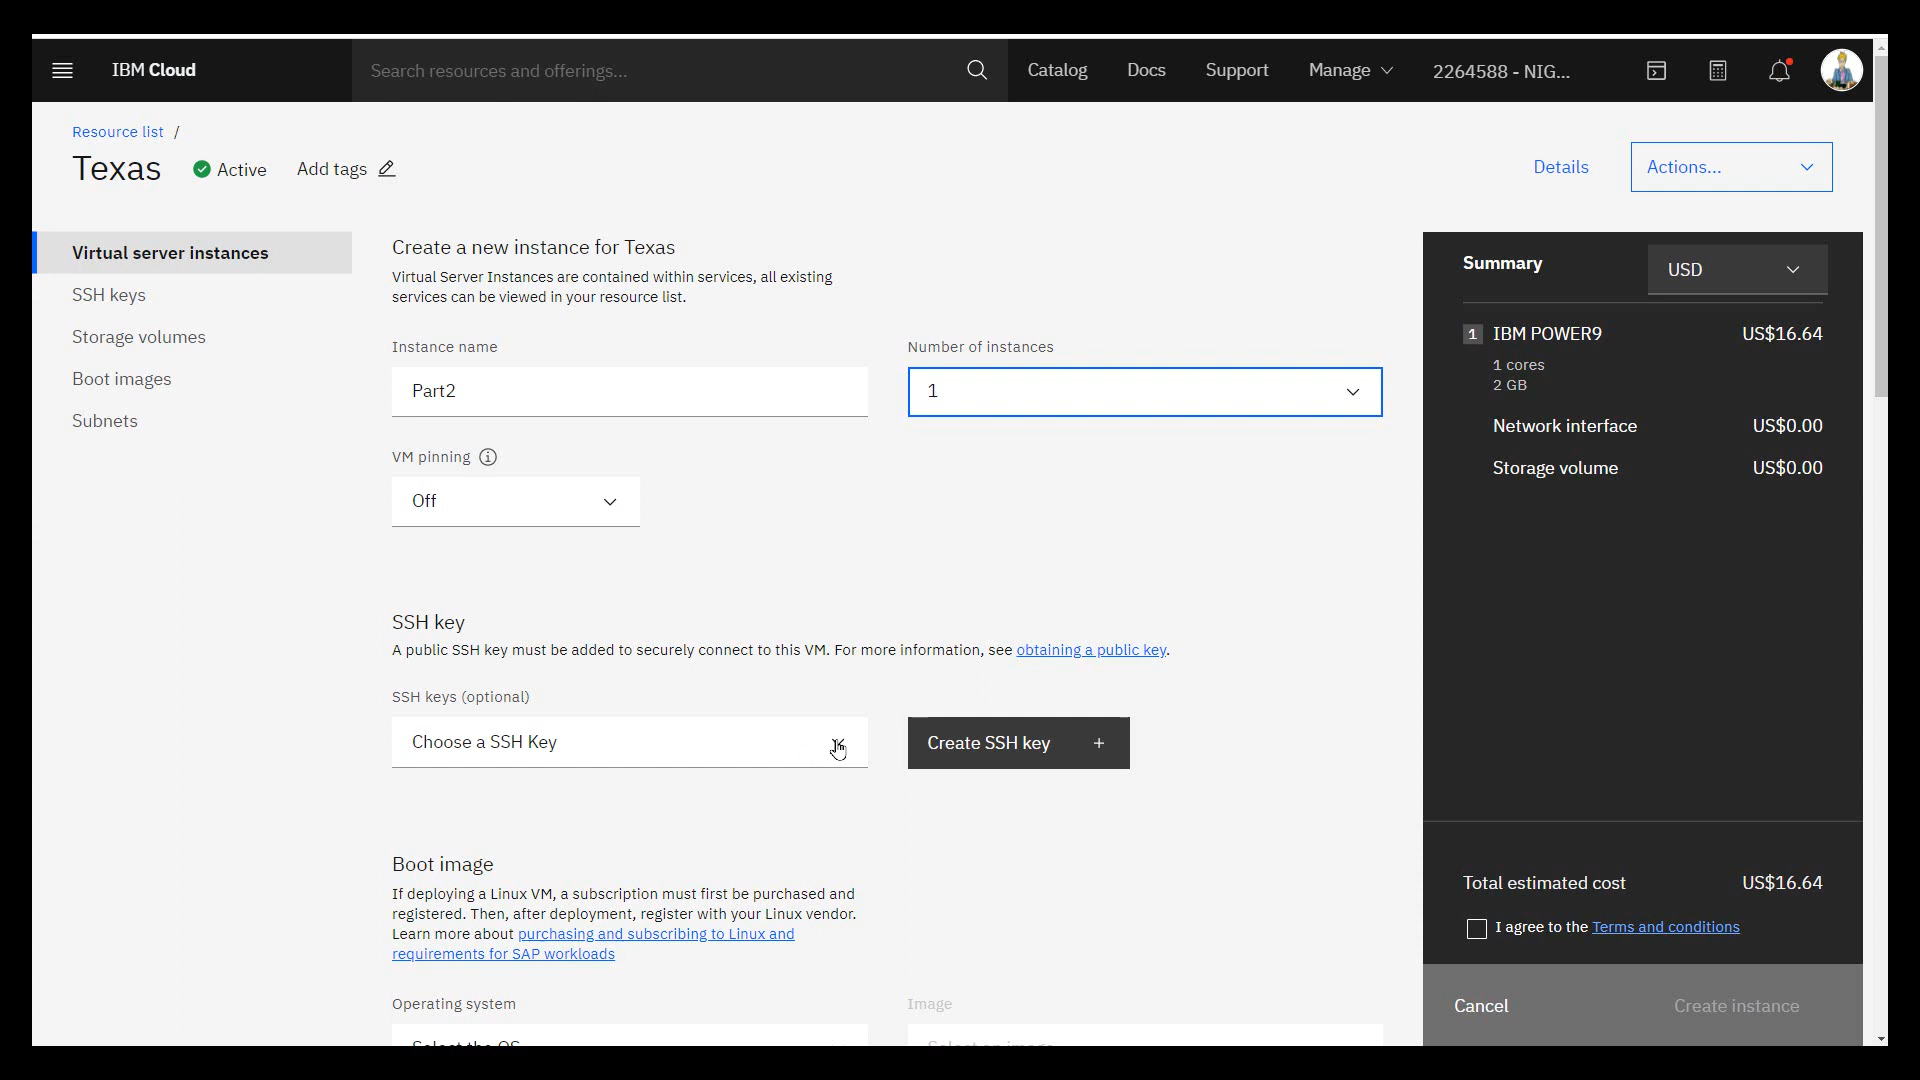 IBM Cloud
Search resources and offerings...
Catalog
Docs
Support
Manage
2264588 - NIG...
Resource list /
Texas
Active
Add tags
Details
Actions...
Virtual server instances
SSH keys
Storage volumes
Boot images
Subnets
Create a new instance for Texas
Virtual Server Instances are contained within services, all existing
services can be viewed in your resource list.
Instance name
Part2
Number of instances
1
VM pinning
Off
SSH key
A public SSH key must be added to securely connect to this VM. For more information, see obtaining a public key.
SSH keys (optional)
Choose a SSH Key
Create SSH key +
Boot image
If deploying a Linux VM, a subscription must first be purchased and
registered. Then, after deployment, register with your Linux vendor.
Learn more about purchasing and subscribing to Linux and
requirements for SAP workloads
Operating system
Select the OS
Image
Select an image
Summary
USD
1 IBM POWER9 US$16.64
1 cores
2 GB
Network interface US$0.00
Storage volume US$0.00
Total estimated cost US$16.64
I agree to the Terms and conditions
Cancel
Create instance